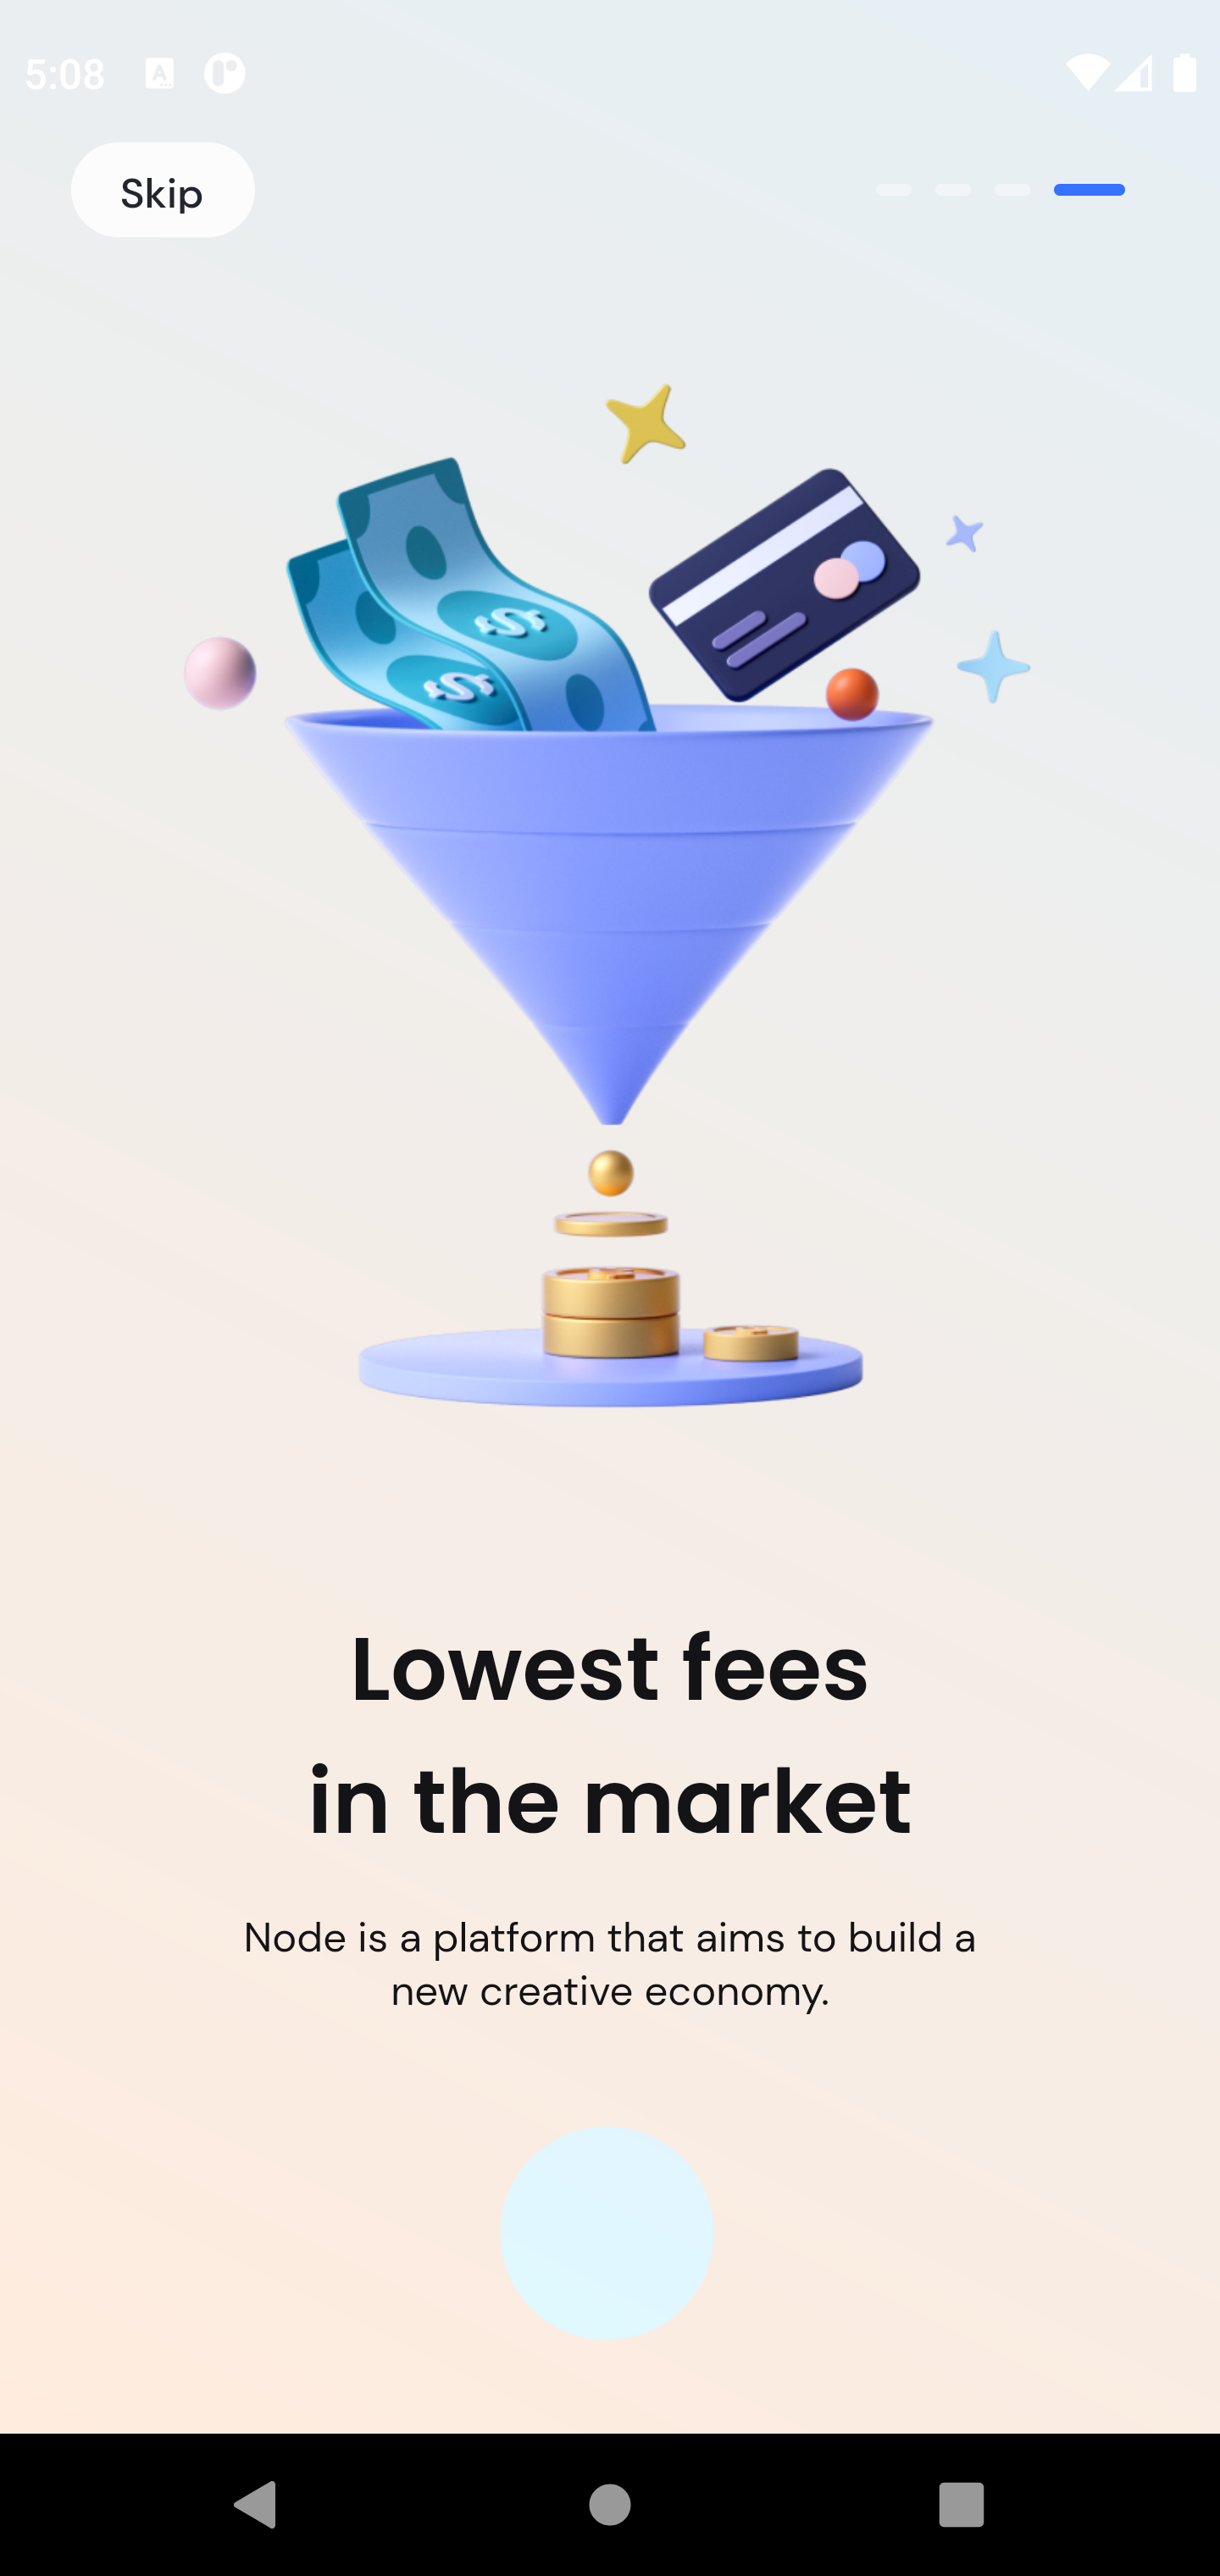 5:08
Skip
$
$
Lowest fees
in the market
Node is a platform that aims to build a
new creative economy.